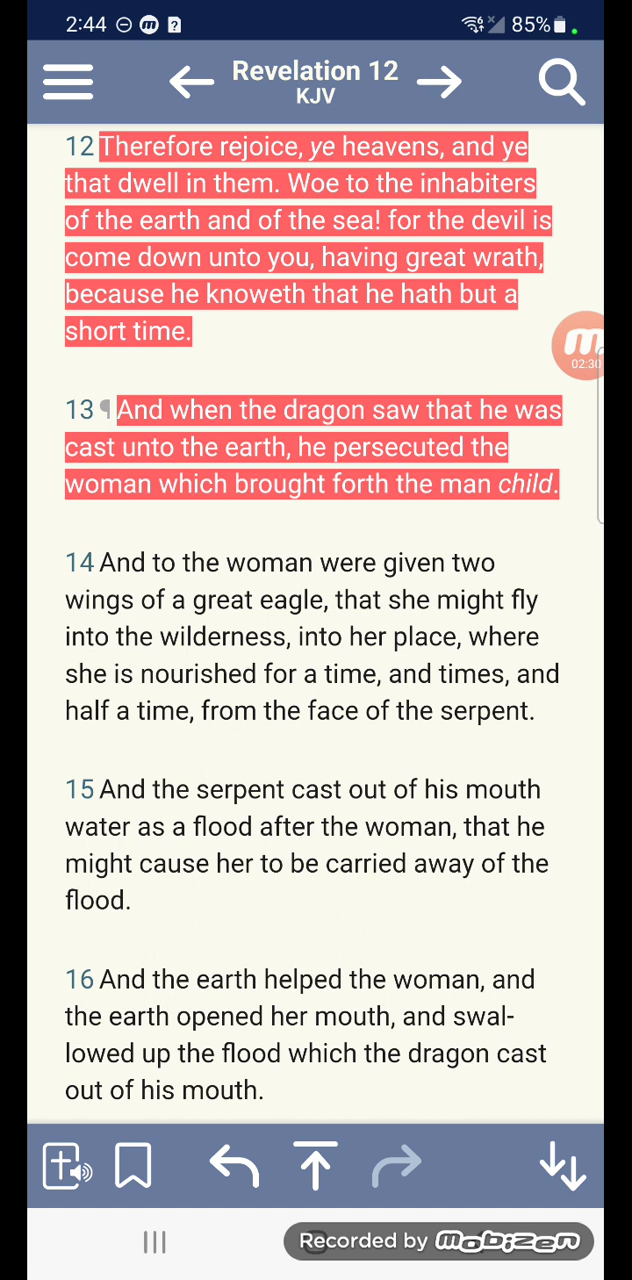 2:44 m ? 6 85%
Revelation 12
KJV
12 Therefore rejoice, ye heavens, and ye
that dwell in them. Woe to the inhabiters
of the earth and of the sea! for the devil is
come down unto you, having great wrath,
because he knoweth that he hath but a
short time.
m
02:30
13 ¶ And when the dragon saw that he was
cast unto the earth, he persecuted the
woman which brought forth the man child.
14 And to the woman were given two
wings of a great eagle, that she might fly
into the wilderness, into her place, where
she is nourished for a time, and times, and
half a time, from the face of the serpent.
15 And the serpent cast out of his mouth
water as a flood after the woman, that he
might cause her to be carried away of the
flood.
16 And the earth helped the woman, and
the earth opened her mouth, and swal-
lowed up the flood which the dragon cast
out of his mouth.
Recorded by mobizen